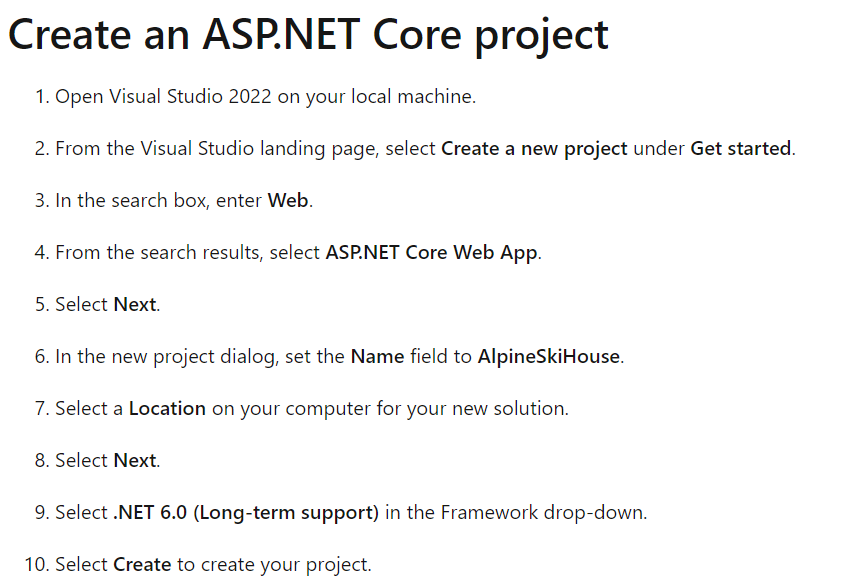 Create an ASP.NET Core project
1. Open Visual Studio 2022 on your local machine.
2. From the Visual Studio landing page, select Create a new project under Get started.
3. In the search box, enter Web.
4. From the search results, select ASP.NET Core Web App.
5. Select Next.
6. In the new project dialog, set the Name field to AlpineSkiHouse.
7. Select a Location on your computer for your new solution.
8. Select Next.
9. Select .NET 6.0 (Long-term support) in the Framework drop-down.
10. Select Create to create your project.